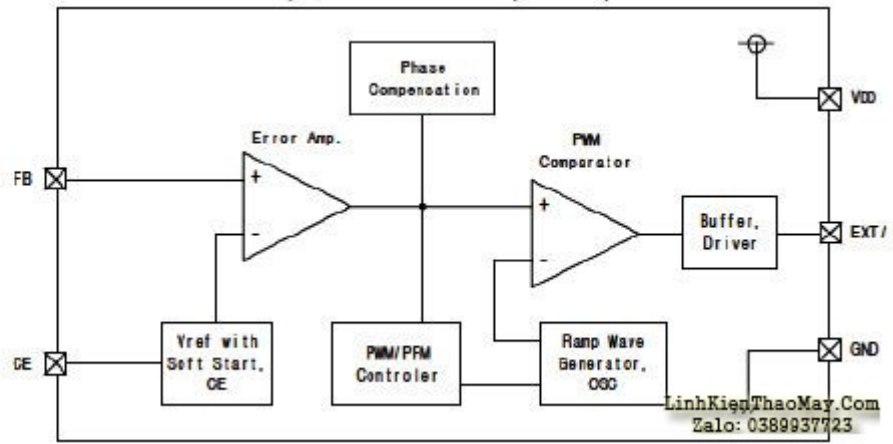 Phase
Compensation
VDD
Error Amp.
PWM
Comparator
FB
+
-
+
-
Buffer,
Driver
EXT/
Vref with
Soft Start,
CE
PWM/PFM
Controler
Ramp Wave
Generator,
OSC
CE
GND
LinhKienThaoMay.Com
Zalo: 0389937723